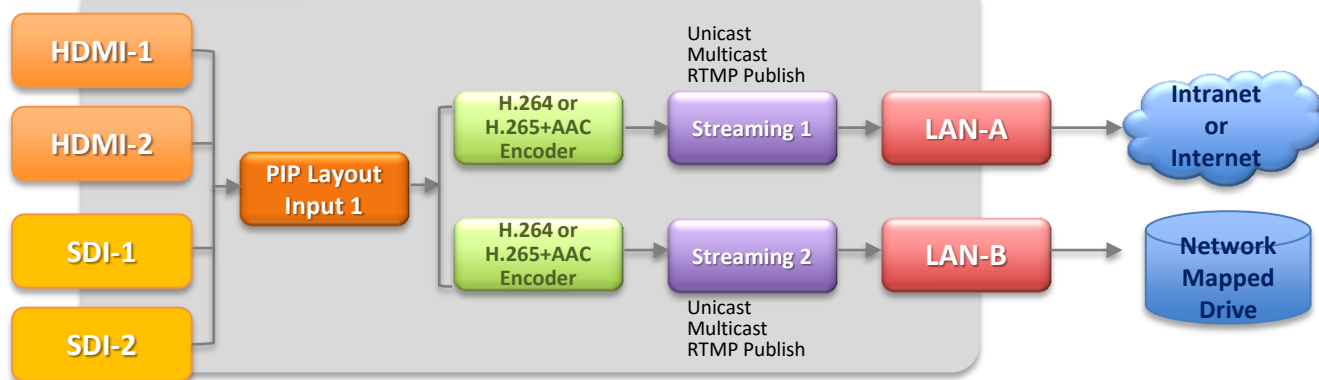 HDMI-1
HDMI-2
SDI-1
SDI-2
PIP Layout
Input 1
Unicast
Multicast
RTMP Publish
H.264 or
H.265+AAC
Encoder
Streaming 1
LAN-A
Intranet
or
Internet
H.264 or
H.265+AAC
Encoder
Streaming 2
LAN-B
Network
Mapped
Drive
Unicast
Multicast
RTMP Publish